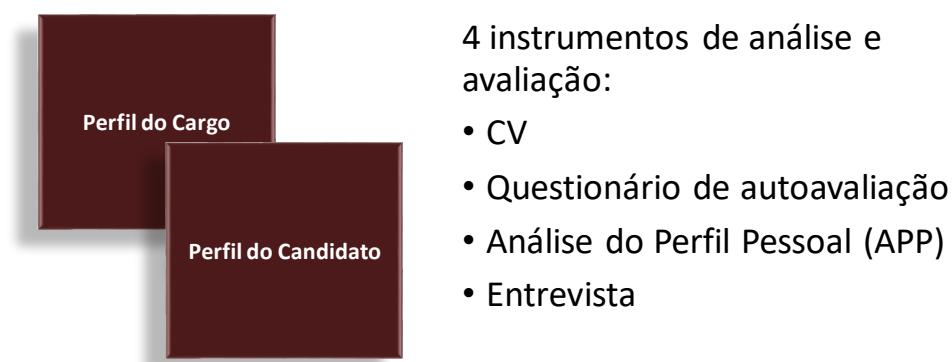 Perfil do Cargo
Perfil do Candidato
4 instrumentos de análise e
avaliação:
• CV
• Questionário de autoavaliação
• Análise do Perfil Pessoal (APP)
• Entrevista